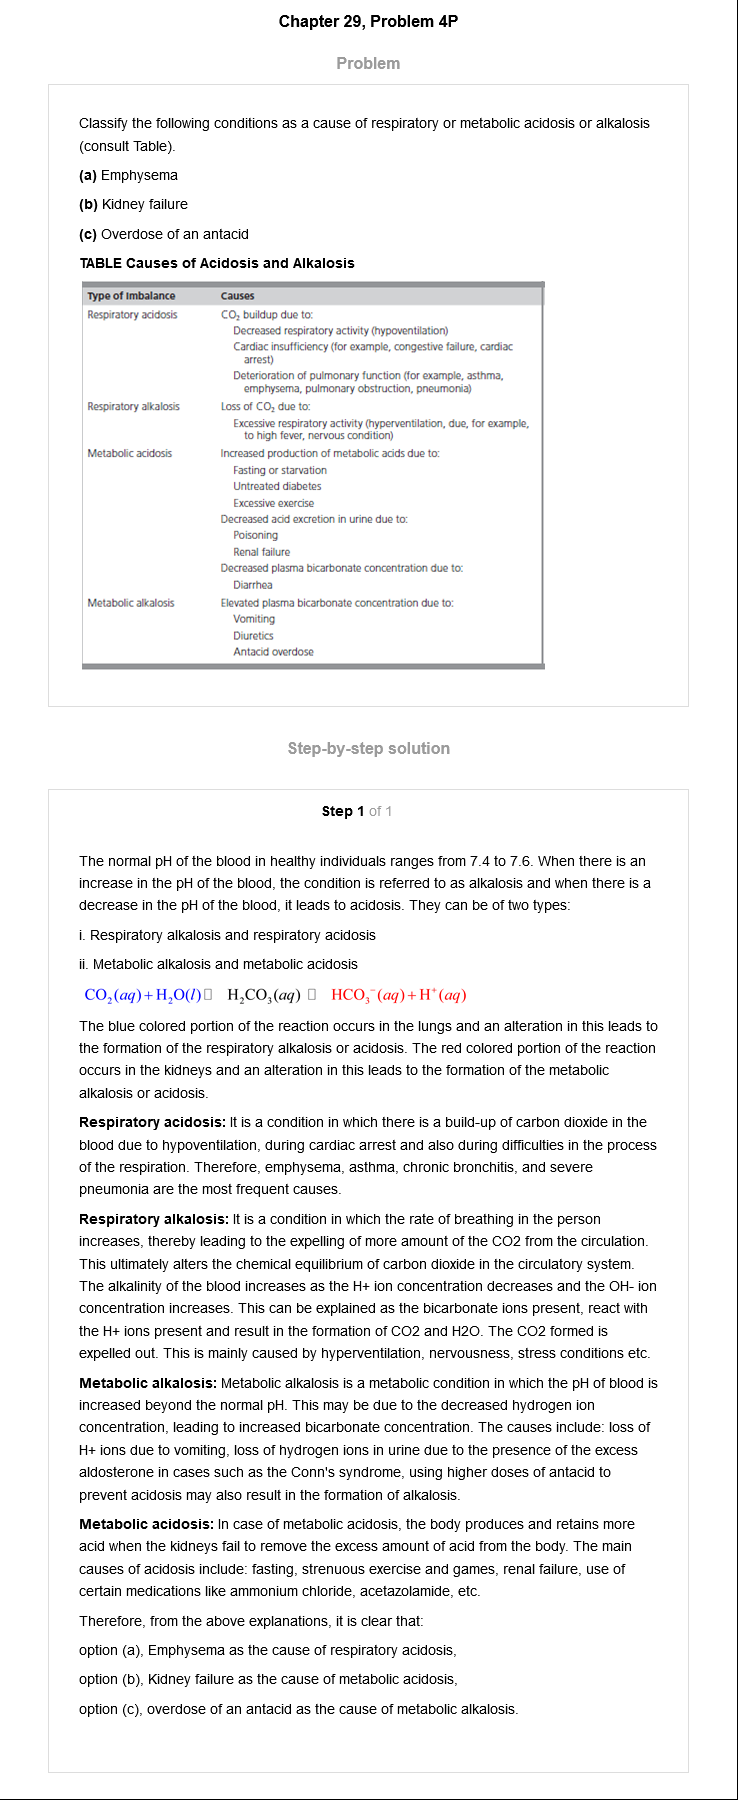 Chapter 29, Problem 4P
Problem
Classify the following conditions as a cause of respiratory or metabolic acidosis or alkalosis
(consult Table).
(a) Emphysema
(b) Kidney failure
(c) Overdose of an antacid
TABLE Causes of Acidosis and Alkalosis
Type of Imbalance Causes
Respiratory acidosis CO₂ buildup due to:
Decreased respiratory activity (hypoventilation)
Cardiac insufficiency (for example, congestive failure, cardiac
arrest)
Deterioration of pulmonary function (for example, asthma,
emphysema, pulmonary obstruction, pneumonia)
Respiratory alkalosis Loss of CO₂ due to:
Excessive respiratory activity (hyperventilation, due, for example,
to high fever, nervous condition)
Metabolic acidosis Increased production of metabolic acids due to:
Fasting or starvation
Untreated diabetes
Excessive exercise
Decreased acid excretion in urine due to:
Poisoning
Renal failure
Decreased plasma bicarbonate concentration due to:
Diarrhea
Metabolic alkalosis Elevated plasma bicarbonate concentration due to:
Vomiting
Diuretics
Antacid overdose
Step-by-step solution
Step 1 of 1
The normal pH of the blood in healthy individuals ranges from 7.4 to 7.6. When there is an
increase in the pH of the blood, the condition is referred to as alkalosis and when there is a
decrease in the pH of the blood, it leads to acidosis. They can be of two types:
i. Respiratory alkalosis and respiratory acidosis
ii. Metabolic alkalosis and metabolic acidosis
CO₂(aq)+H₂O(l)▯ H₂CO₃(aq) ▯ HCO₃⁻(aq)+H⁺(aq)
The blue colored portion of the reaction occurs in the lungs and an alteration in this leads to
the formation of the respiratory alkalosis or acidosis. The red colored portion of the reaction
occurs in the kidneys and an alteration in this leads to the formation of the metabolic
alkalosis or acidosis.
Respiratory acidosis: It is a condition in which there is a build-up of carbon dioxide in the
blood due to hypoventilation, during cardiac arrest and also during difficulties in the process
of the respiration. Therefore, emphysema, asthma, chronic bronchitis, and severe
pneumonia are the most frequent causes.
Respiratory alkalosis: It is a condition in which the rate of breathing in the person
increases, thereby leading to the expelling of more amount of the CO2 from the circulation.
This ultimately alters the chemical equilibrium of carbon dioxide in the circulatory system.
The alkalinity of the blood increases as the H+ ion concentration decreases and the OH- ion
concentration increases. This can be explained as the bicarbonate ions present, react with
the H+ ions present and result in the formation of CO2 and H2O. The CO2 formed is
expelled out. This is mainly caused by hyperventilation, nervousness, stress conditions etc.
Metabolic alkalosis: Metabolic alkalosis is a metabolic condition in which the pH of blood is
increased beyond the normal pH. This may be due to the decreased hydrogen ion
concentration, leading to increased bicarbonate concentration. The causes include: loss of
H+ ions due to vomiting, loss of hydrogen ions in urine due to the presence of the excess
aldosterone in cases such as the Conn's syndrome, using higher doses of antacid to
prevent acidosis may also result in the formation of alkalosis.
Metabolic acidosis: In case of metabolic acidosis, the body produces and retains more
acid when the kidneys fail to remove the excess amount of acid from the body. The main
causes of acidosis include: fasting, strenuous exercise and games, renal failure, use of
certain medications like ammonium chloride, acetazolamide, etc.
Therefore, from the above explanations, it is clear that:
option (a), Emphysema as the cause of respiratory acidosis,
option (b), Kidney failure as the cause of metabolic acidosis,
option (c), overdose of an antacid as the cause of metabolic alkalosis.